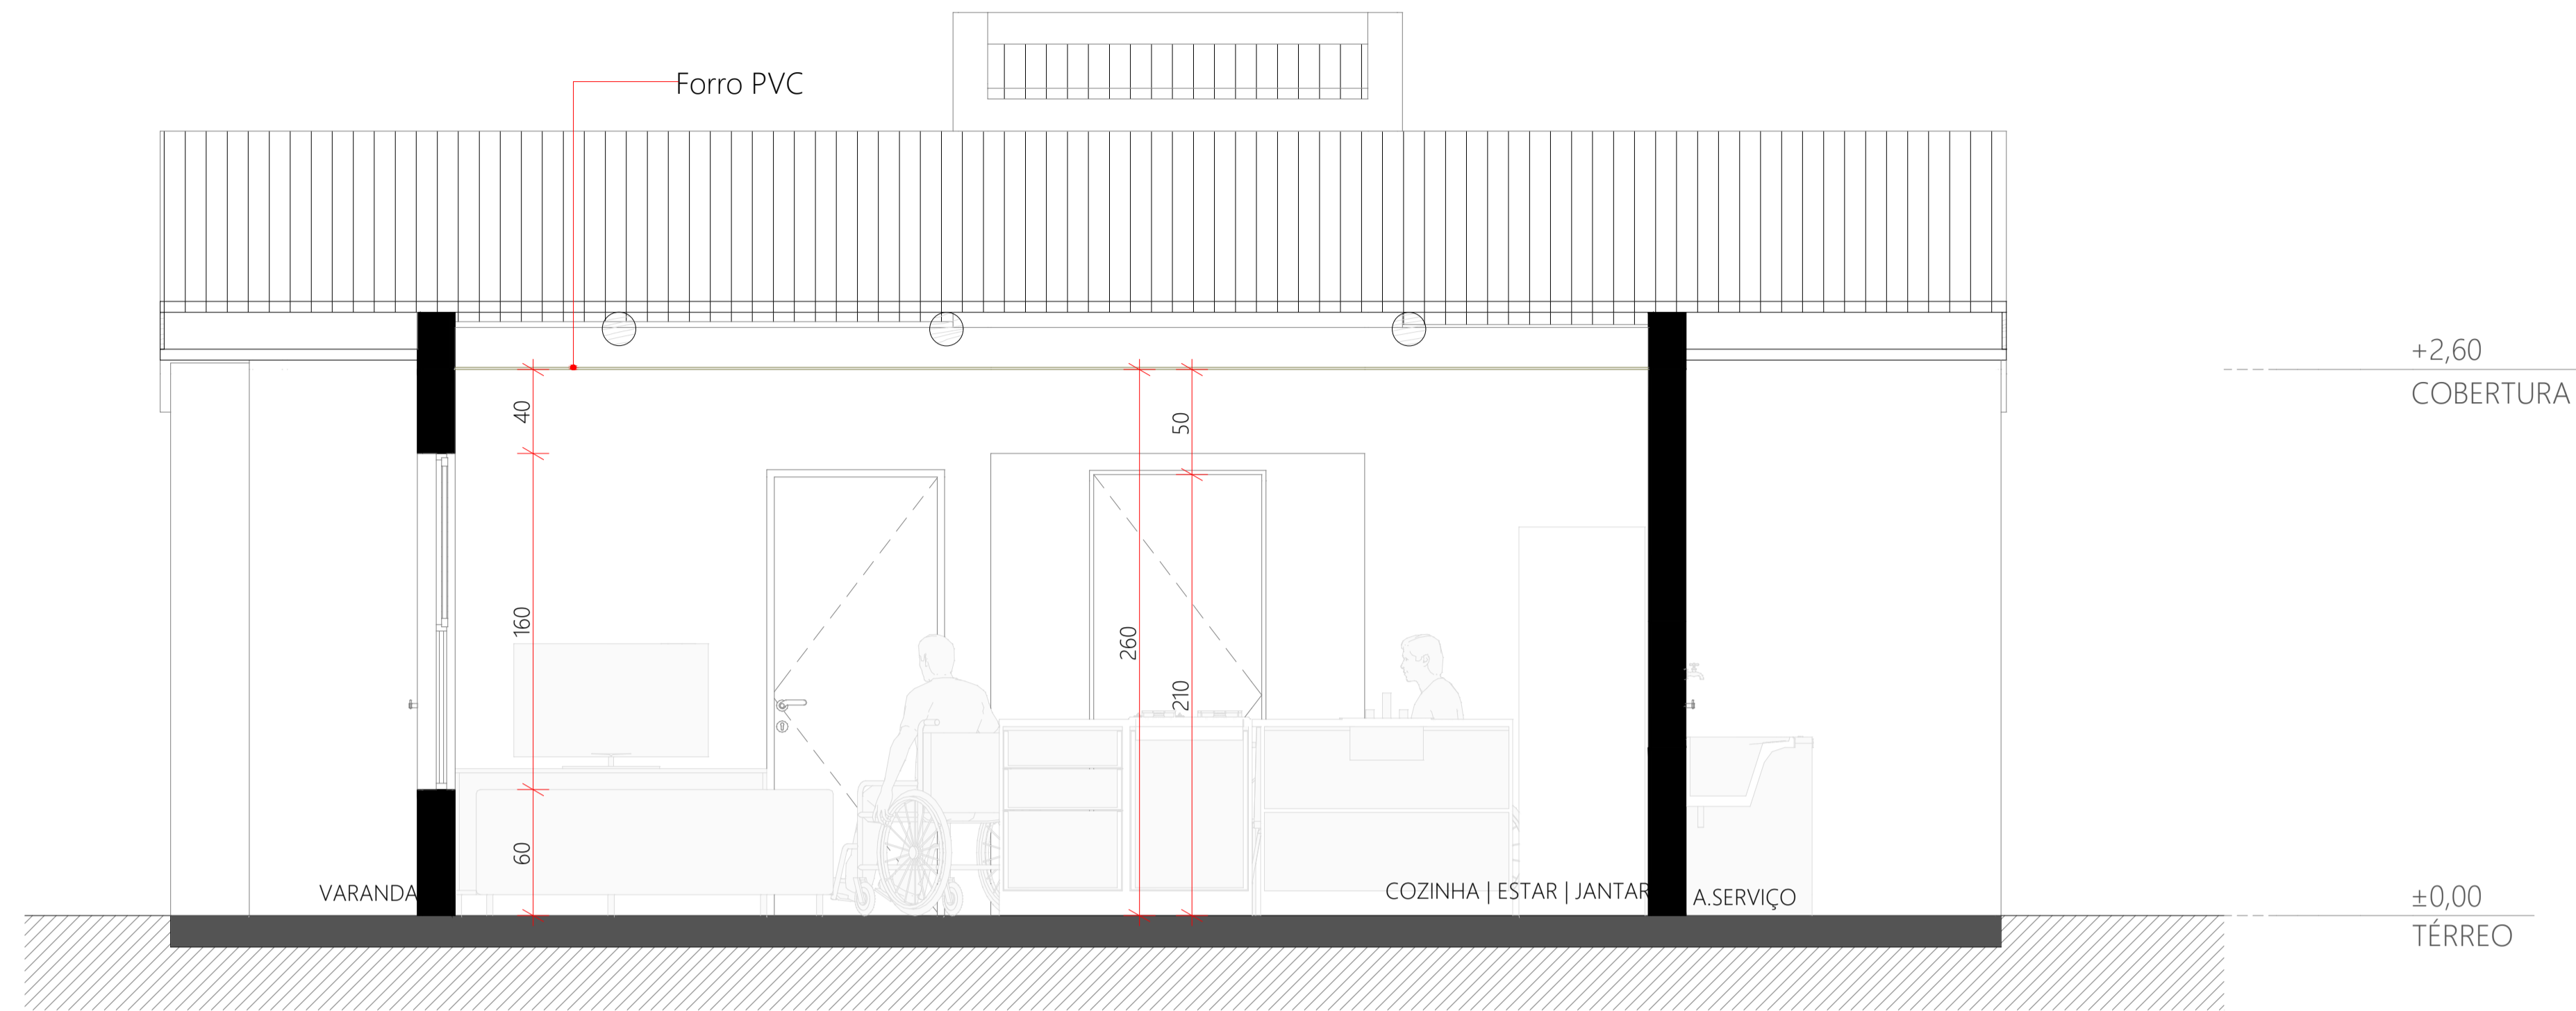 Forro PVC
+2,60
COBERTURA
40
50
160
260
210
60
VARANDA
COZINHA | ESTAR | JANTAR
A.SERVIÇO
±0,00
TÉRREO